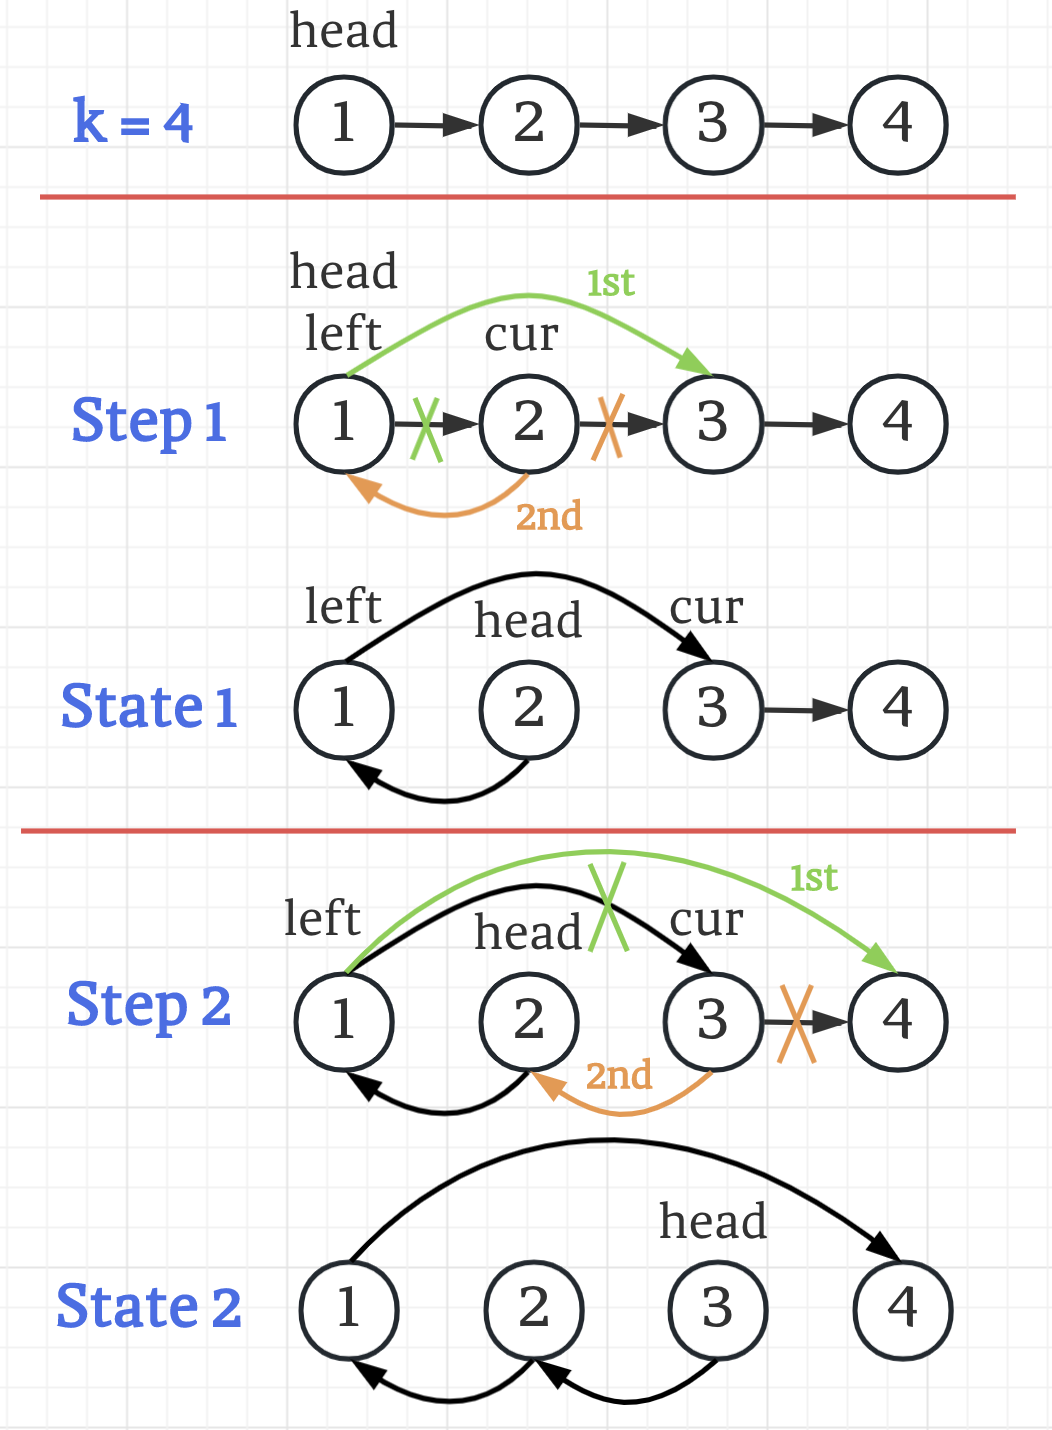 head
k = 4 1 2 3 4
head
1st
left cur
Step 1 1 2 3 4
2nd
left head cur
State 1 1 2 3 4
1st
left head cur
Step 2 1 2 3 4
2nd
head
State 2 1 2 3 4